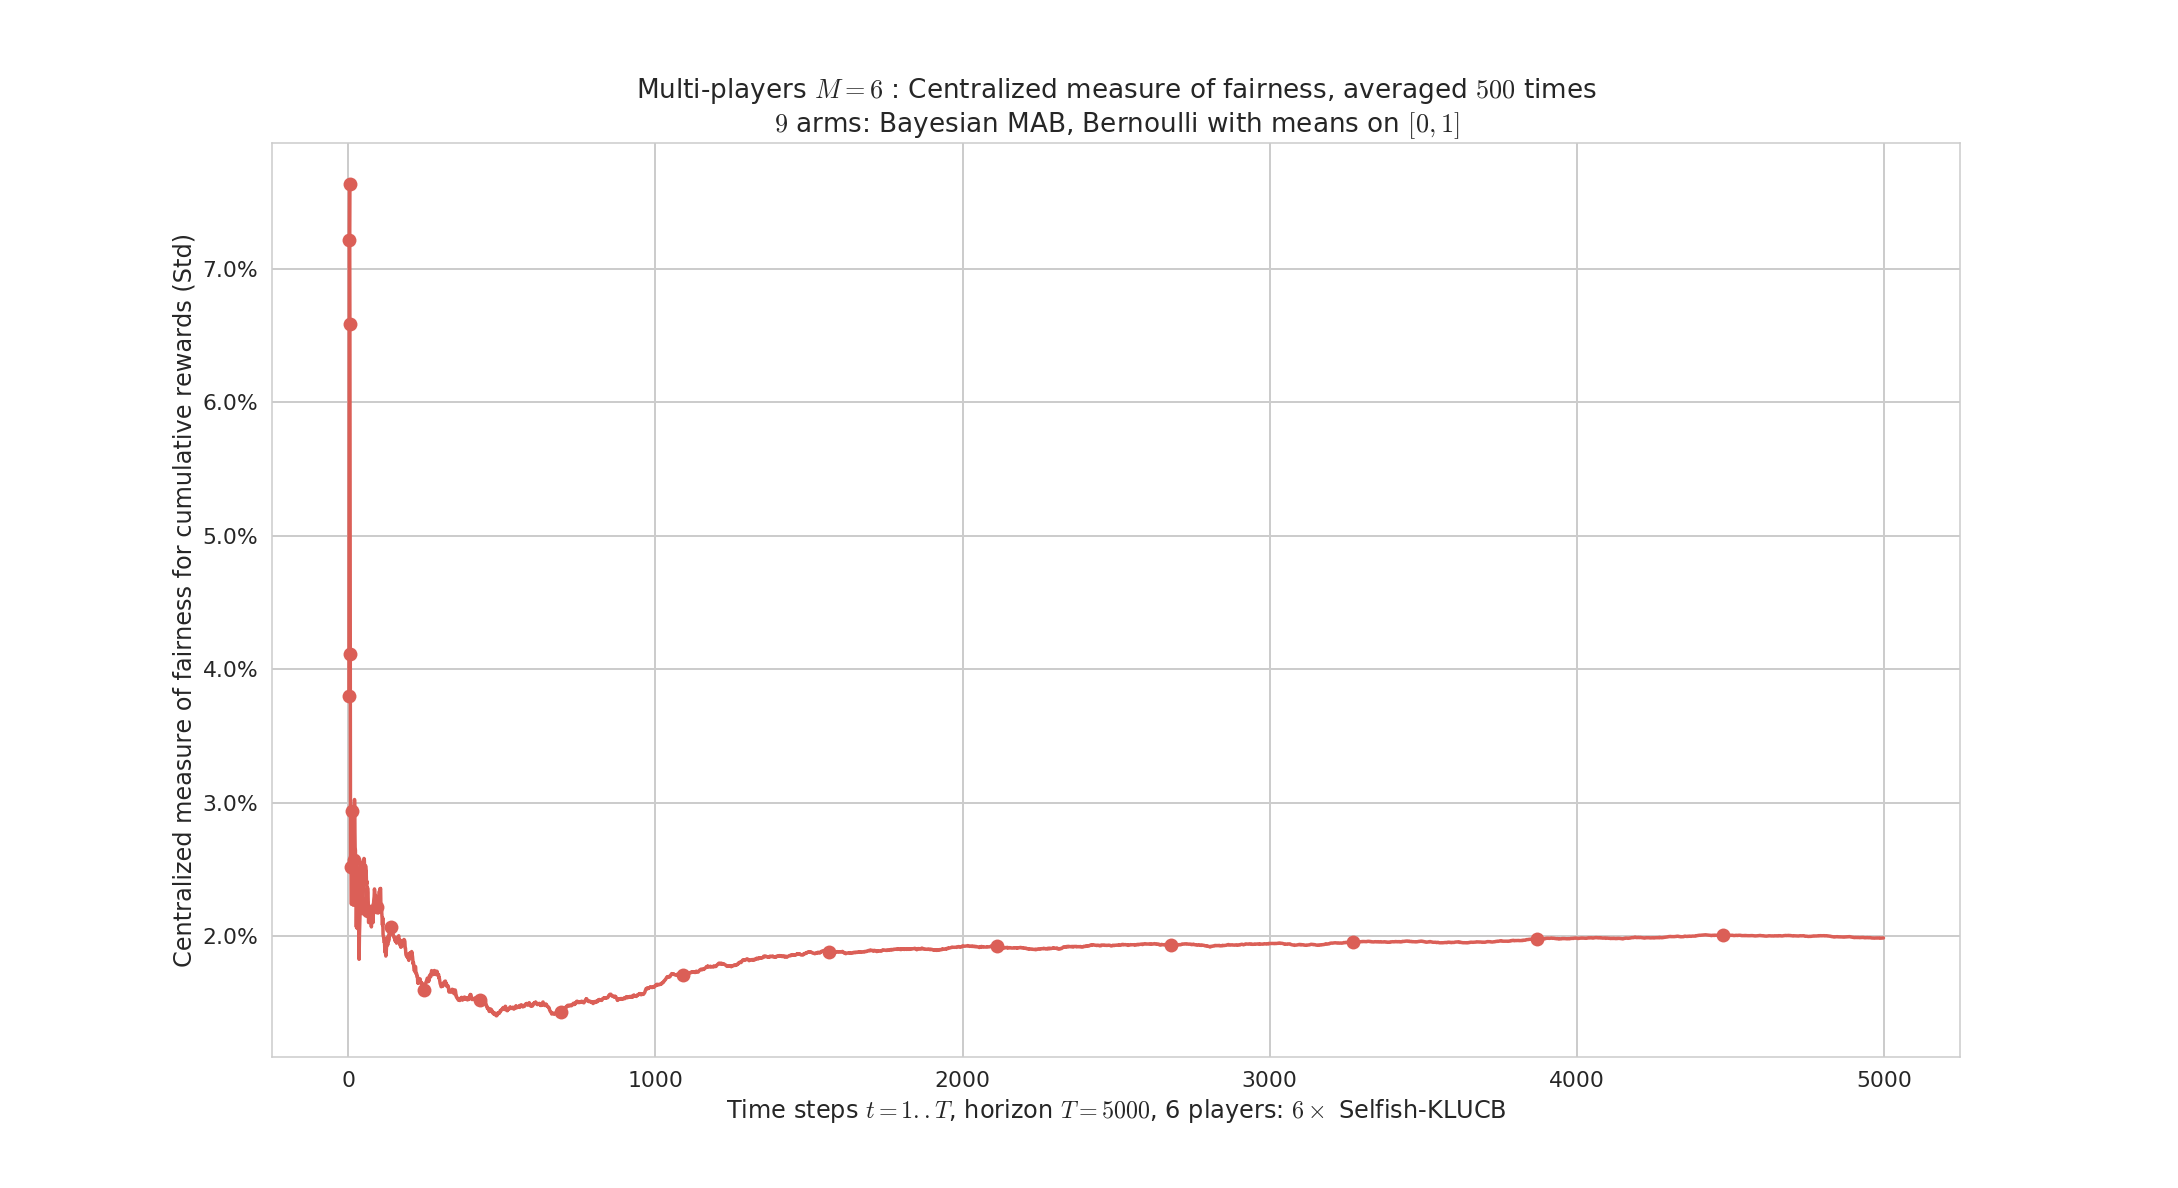 Multi-players M = 6 : Centralized measure of fairness, averaged 500 times
9 arms: Bayesian MAB, Bernoulli with means on [0, 1]
Centralized measure of fairness for cumulative rewards (Std)
7.0%
6.0%
5.0%
4.0%
3.0%
2.0%
0 1000 2000 3000 4000 5000
Time steps t = 1..T, horizon T = 5000, 6 players: 6× Selfish-KLUCB